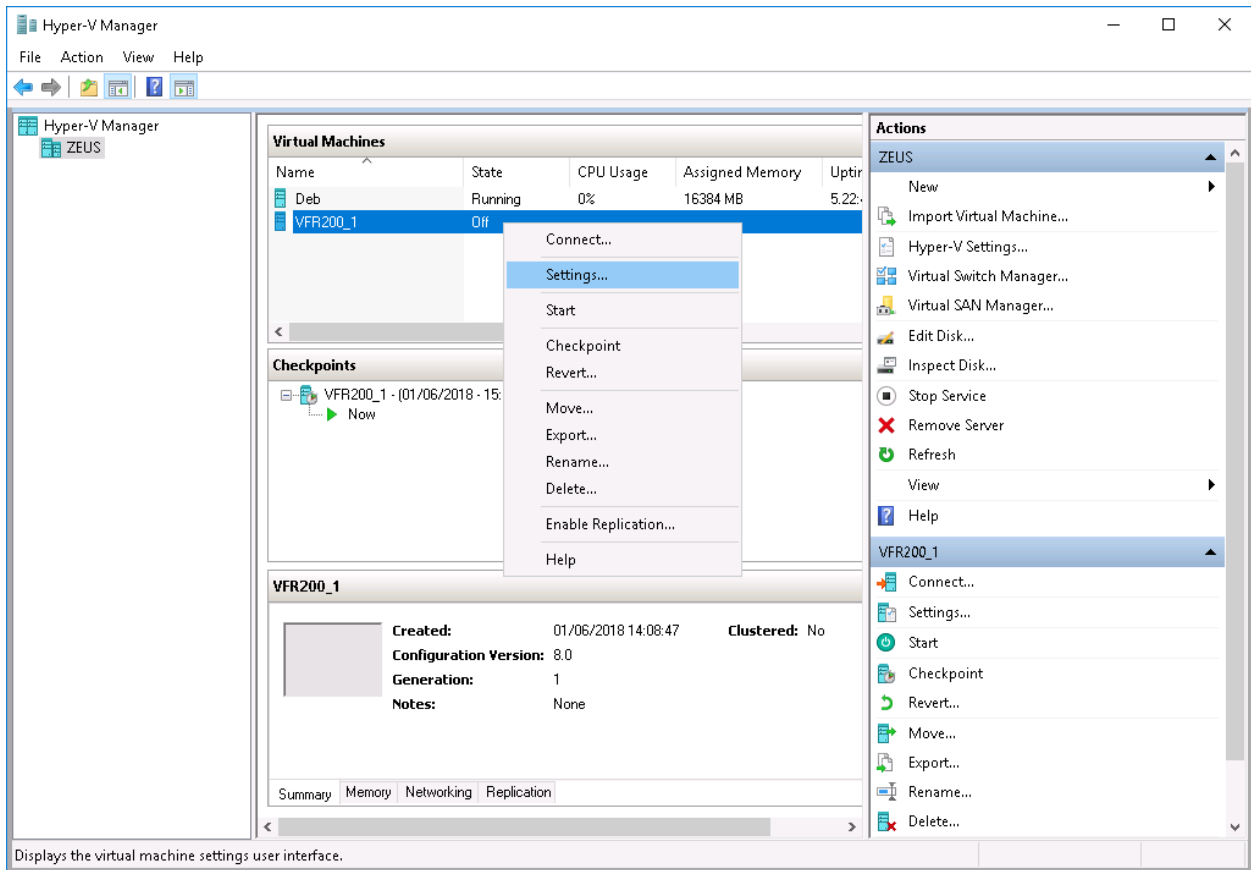 Hyper-V Manager
File Action View Help
Hyper-V Manager
ZEUS
Virtual Machines
Name State CPU Usage Assigned Memory Uptir
Deb Running 0% 16384 MB 5.22:
VFR200_1 Off
Connect...
Settings...
Start
Checkpoint
Revert...
Move...
Export...
Rename...
Delete...
Enable Replication...
Help
Checkpoints
VFR200_1 - (01/06/2018 - 15:
Now
VFR200_1
Created: 01/06/2018 14:08:47 Clustered: No
Configuration Version: 8.0
Generation: 1
Notes: None
Summary Memory Networking Replication
Actions
ZEUS
New
Import Virtual Machine...
Hyper-V Settings...
Virtual Switch Manager...
Virtual SAN Manager...
Edit Disk...
Inspect Disk...
Stop Service
Remove Server
Refresh
View
Help
VFR200_1
Connect...
Settings...
Start
Checkpoint
Revert...
Move...
Export...
Rename...
Delete...
Displays the virtual machine settings user interface.